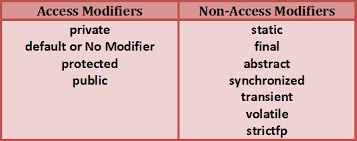 Access Modifiers Non-Access Modifiers
private static
default or No Modifier final
protected abstract
public synchronized
transient
volatile
strictfp